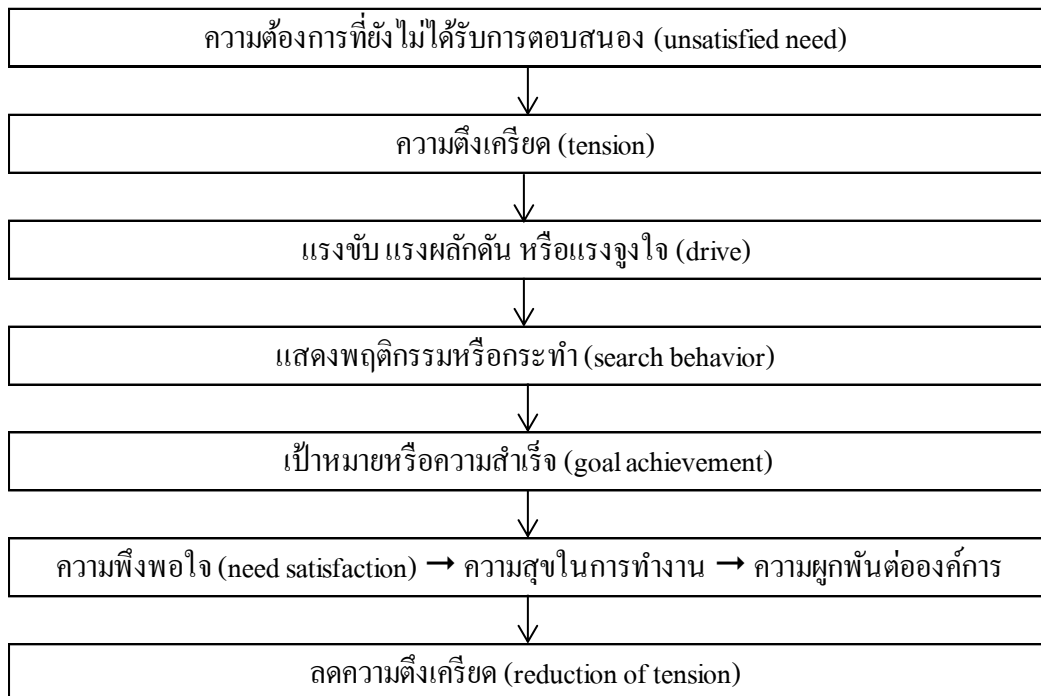 ความต้องการที่ยังไม่ได้รับการตอบสนอง (unsatisfied need)
ความตึงเครียด (tension)
แรงขับ แรงผลักดัน หรือแรงจูงใจ (drive)
แสดงพฤติกรรมหรือกระทำ (search behavior)
เป้าหมายหรือความสำเร็จ (goal achievement)
ความพึงพอใจ (need satisfaction) → ความสุขในการทำงาน → ความผูกพันต่อองค์การ
ลดความตึงเครียด (reduction of tension)